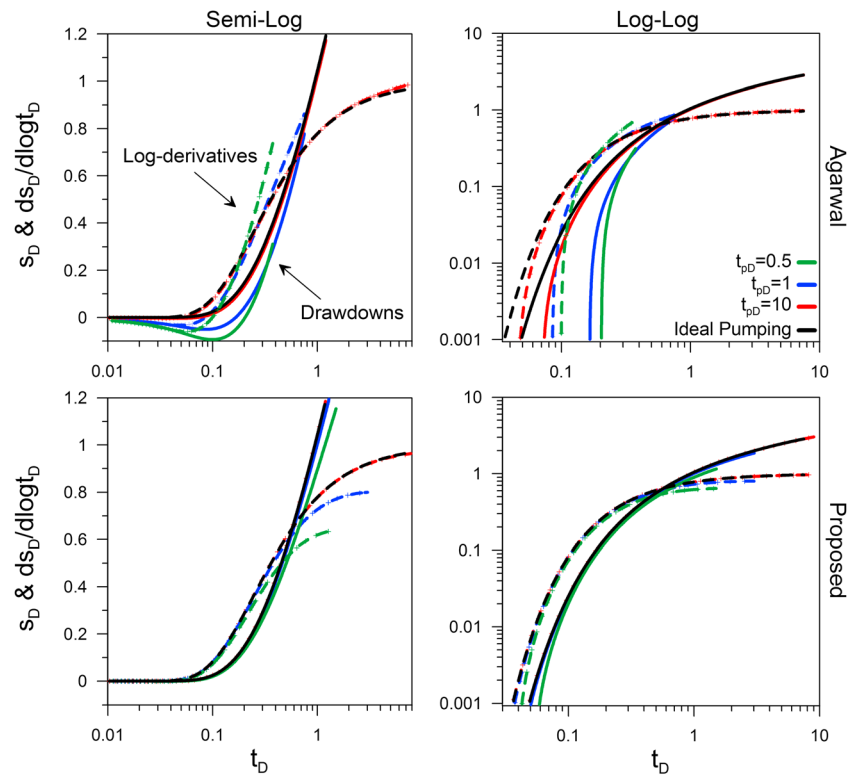 Semi-Log
Log-Log
s_D & ds_D/dlogt_D
1.2
1
0.8
0.6
0.4
0.2
0
0.01
0.1
1
Log-derivatives
Drawdowns
10
1
0.1
0.01
0.001
0.1
1
10
t_pD=0.5
t_pD=1
t_pD=10
Ideal Pumping
Agarwal
s_D & ds_D/dlogt_D
1.2
1
0.8
0.6
0.4
0.2
0
0.01
0.1
1
t_D
10
1
0.1
0.01
0.001
0.1
1
10
t_D
Proposed